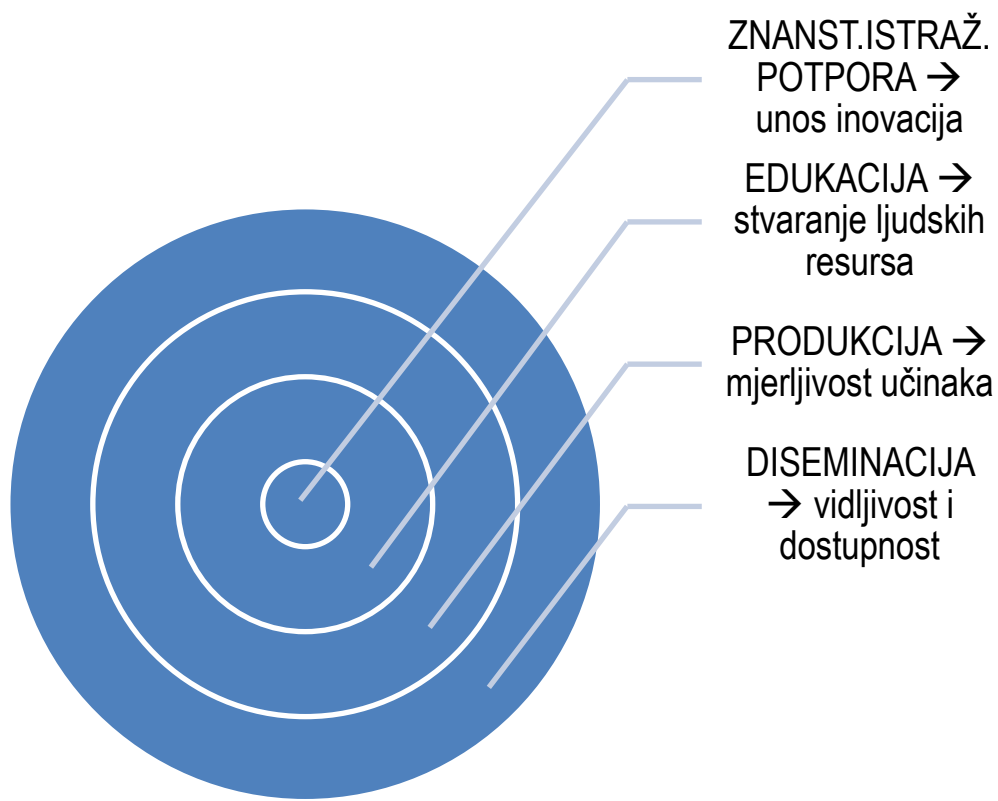 ZNANST.ISTRAŽ.
POTPORA →
unos inovacija
EDUKACIJA →
stvaranje ljudskih
resursa
PRODUKCIJA →
mjerljivost učinaka
DISEMINACIJA
→ vidljivost i
dostupnost